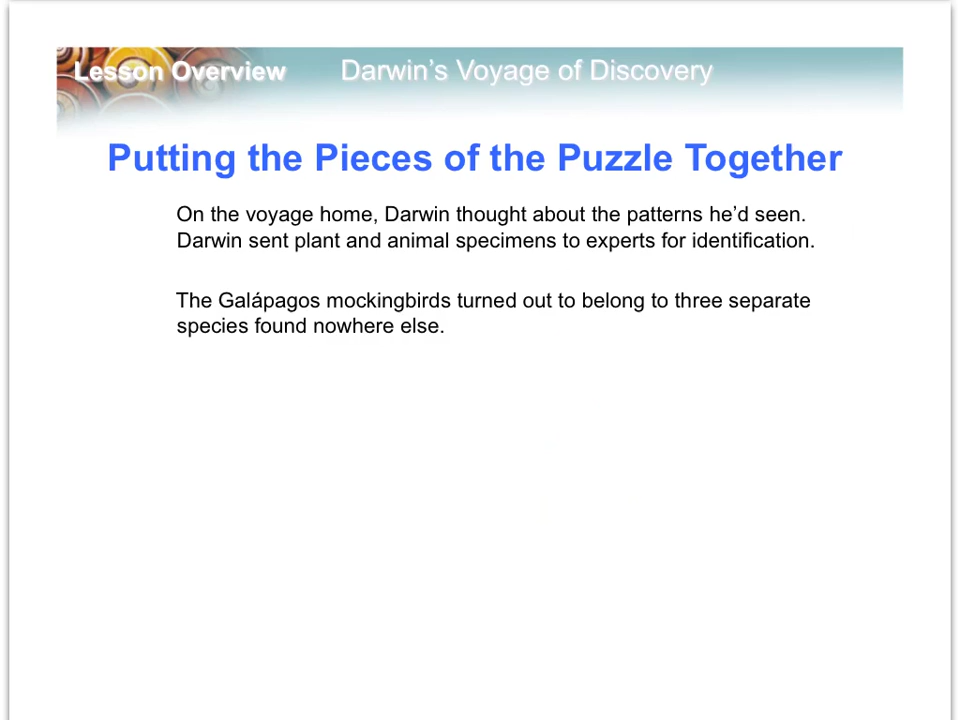 Lesson Overview Darwin’s Voyage of Discovery
Putting the Pieces of the Puzzle Together
On the voyage home, Darwin thought about the patterns he’d seen.
Darwin sent plant and animal specimens to experts for identification.
The Galápagos mockingbirds turned out to belong to three separate
species found nowhere else.